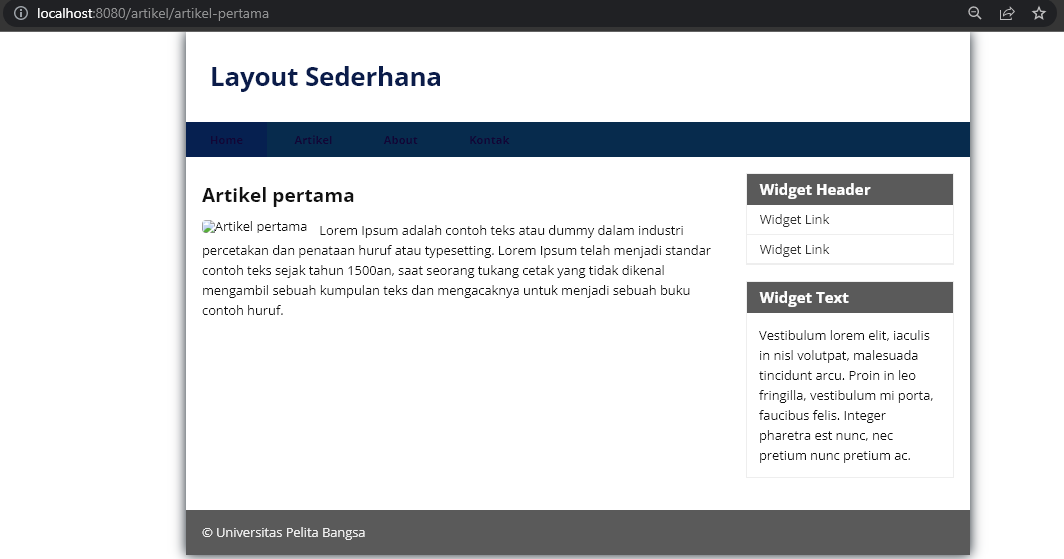 localhost:8080/artikel/artikel-pertama
Layout Sederhana
Home Artikel About Kontak
Artikel pertama
Artikel pertama Lorem Ipsum adalah contoh teks atau dummy dalam industri
percetakan dan penataan huruf atau typesetting. Lorem Ipsum telah menjadi standar
contoh teks sejak tahun 1500an, saat seorang tukang cetak yang tidak dikenal
mengambil sebuah kumpulan teks dan mengacaknya untuk menjadi sebuah buku
contoh huruf.
Widget Header
Widget Link
Widget Link
Widget Text
Vestibulum lorem elit, iaculis
in nisl volutpat, malesuada
tincidunt arcu. Proin in leo
fringilla, vestibulum mi porta,
faucibus felis. Integer
pharetra est nunc, nec
pretium nunc pretium ac.
© Universitas Pelita Bangsa